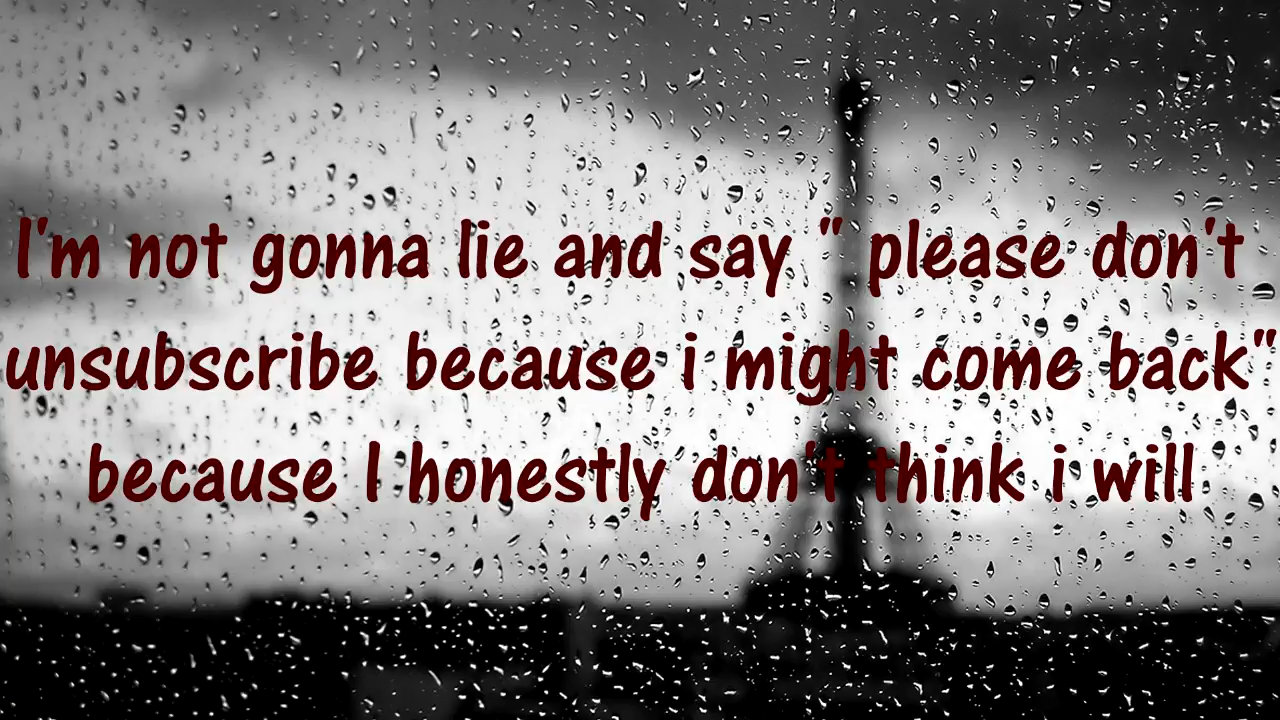 I'm not gonna lie and say " please don't
unsubscribe because i might come back"
because I honestly don't think i will